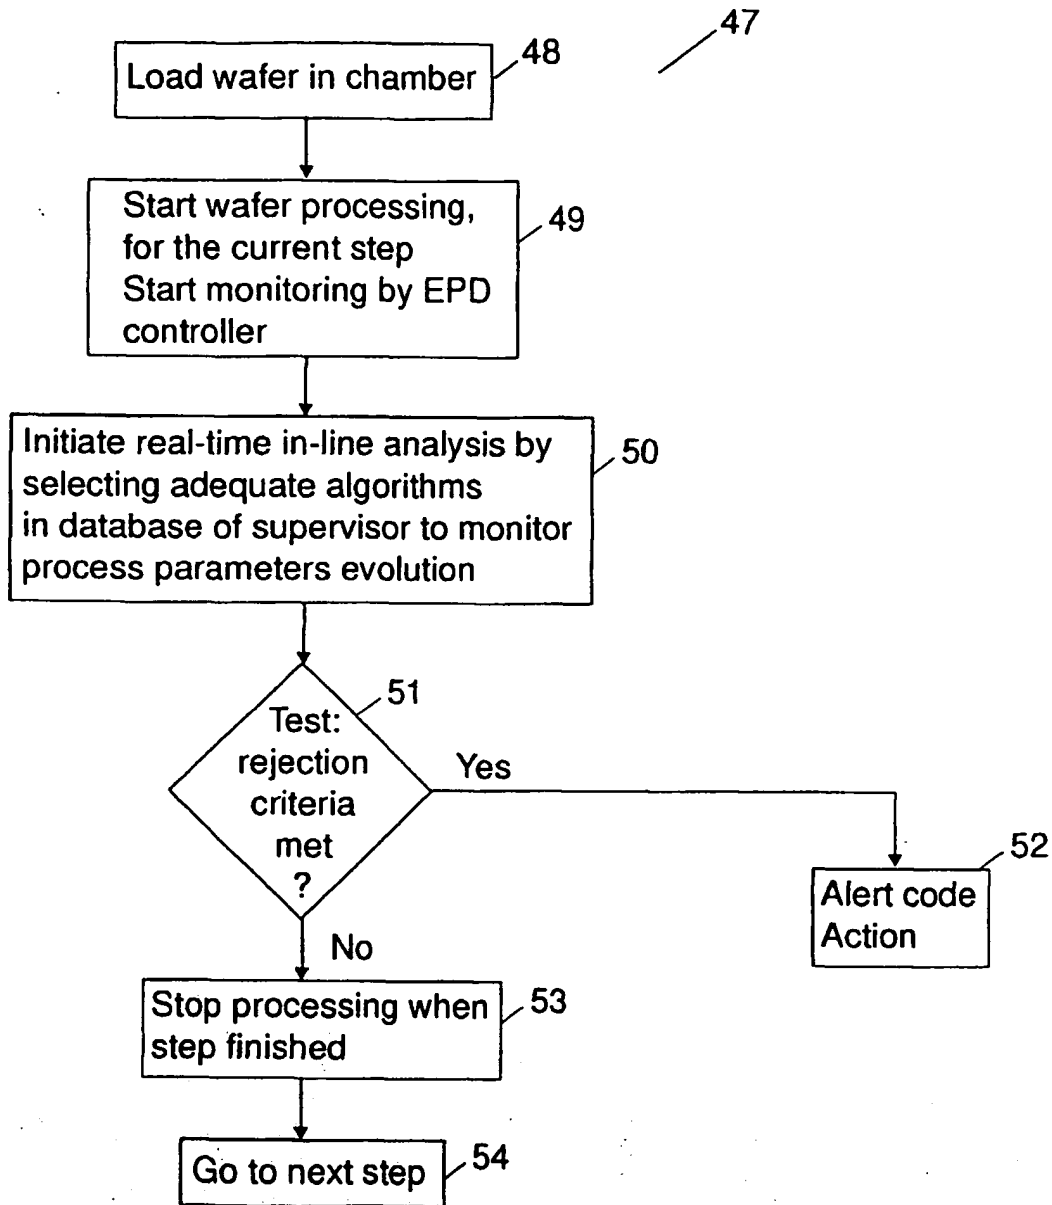 47
48
Load wafer in chamber
49
Start wafer processing,
for the current step
Start monitoring by EPD
controller
50
Initiate real-time in-line analysis by
selecting adequate algorithms
in database of supervisor to monitor
process parameters evolution
51
Test:
rejection
criteria
met
?
Yes
52
Alert code
Action
No
53
Stop processing when
step finished
54
Go to next step